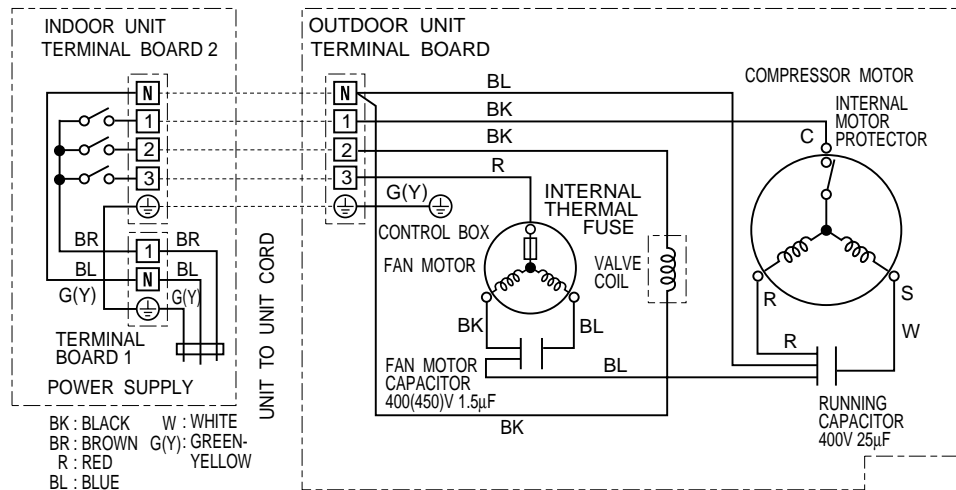 INDOOR UNIT
TERMINAL BOARD 2
N
1
2
3
BR
1
BR
BL
N
BL
G(Y)
G(Y)
TERMINAL
BOARD 1
POWER SUPPLY
UNIT TO UNIT CORD
BK : BLACK
BR : BROWN
R : RED
BL : BLUE
W : WHITE
G(Y) : GREEN-
YELLOW
OUTDOOR UNIT
TERMINAL BOARD
N
1
2
3
BL
BK
BK
R
G(Y)
CONTROL BOX
FAN MOTOR
INTERNAL
THERMAL
FUSE
BK
BL
FAN MOTOR
CAPACITOR
400(450)V 1.5μF
VALVE
COIL
BL
BK
COMPRESSOR MOTOR
INTERNAL
MOTOR
PROTECTOR
C
R
S
W
R
RUNNING
CAPACITOR
400V 25μF